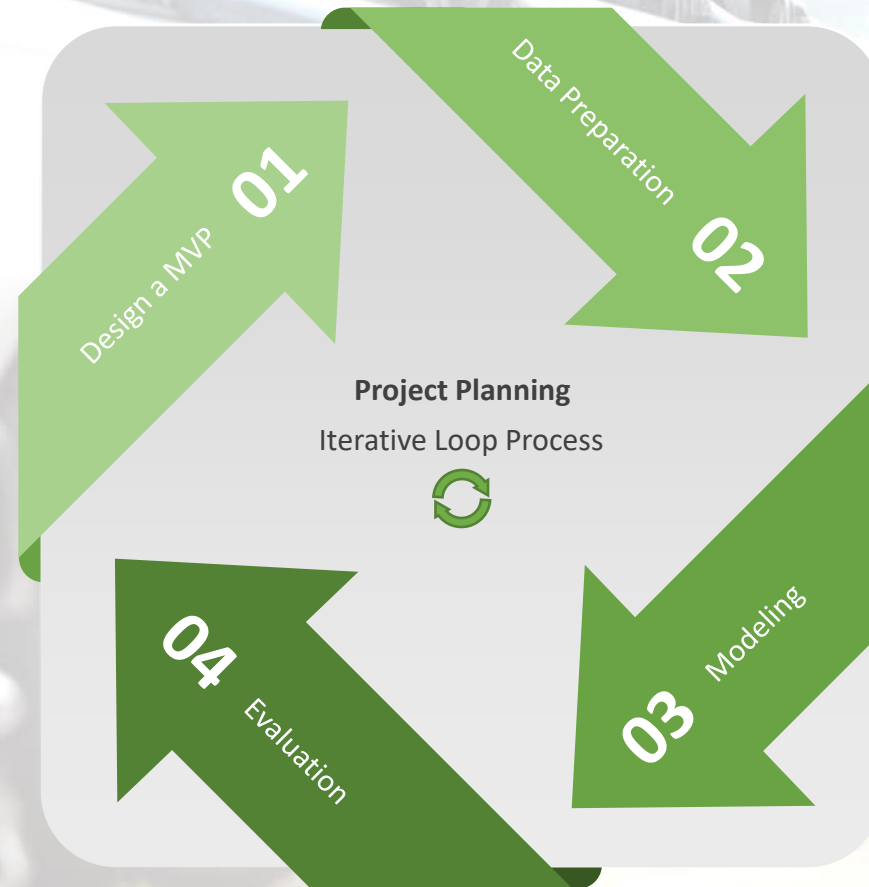 Design a MVP
01
Data Preparation
02
Project Planning
Iterative Loop Process
Modeling
03
04
Evaluation